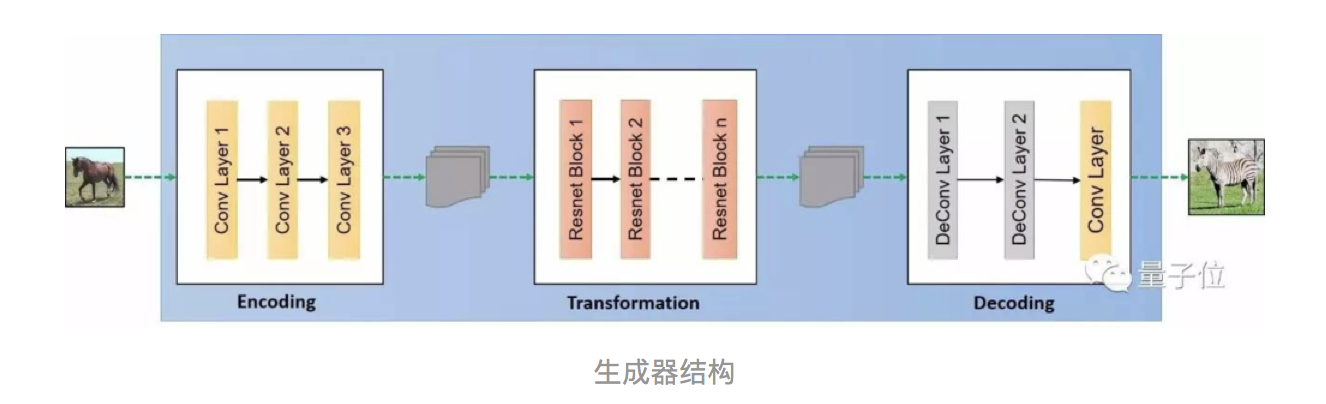 Conv Layer 1
Conv Layer 2
Conv Layer 3
Encoding
Resnet Block 1
Resnet Block 2
Resnet Block n
Transformation
DeConv Layer 1
DeConv Layer 2
Conv Layer
Decoding
量子位
生成器结构